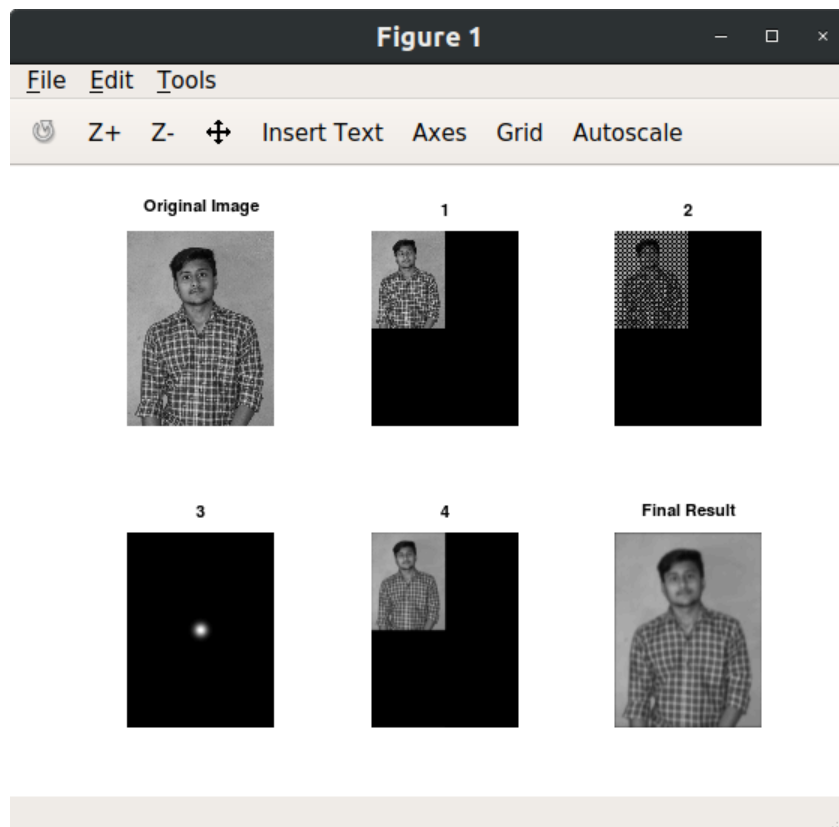 Figure 1
File Edit Tools
Z+ Z- Insert Text Axes Grid Autoscale
Original Image 1 2
3 4 Final Result